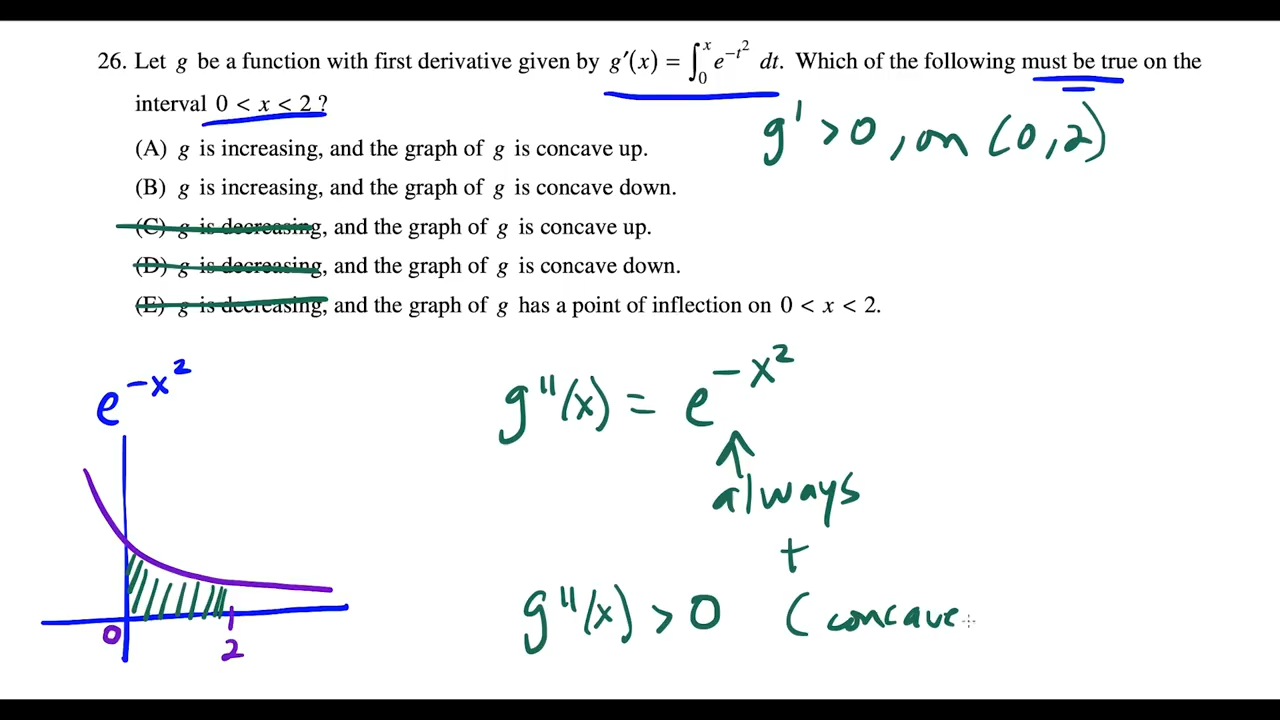 26. Let g be a function with first derivative given by g′(x) = ∫₀ˣ e^(−t²) dt. Which of the following must be true on the
interval 0 < x < 2 ?
g' > 0 , on (0,2)
(A) g is increasing, and the graph of g is concave up.
(B) g is increasing, and the graph of g is concave down.
(C) g is decreasing, and the graph of g is concave up.
(D) g is decreasing, and the graph of g is concave down.
(E) g is decreasing, and the graph of g has a point of inflection on 0 < x < 2.
e^(-x²)
g''(x) = e^(-x²)
always
+
g''(x) > 0 (concave
0
2